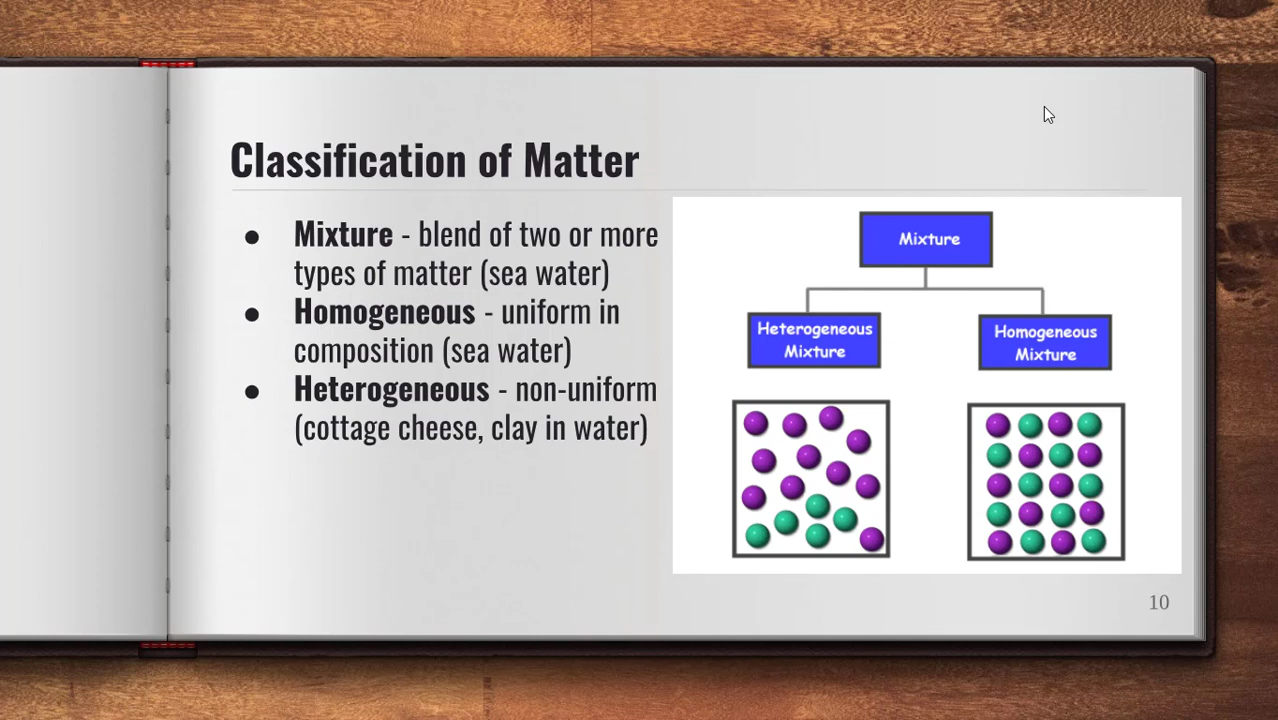 Classification of Matter
● Mixture - blend of two or more
types of matter (sea water)
● Homogeneous - uniform in
composition (sea water)
● Heterogeneous - non-uniform
(cottage cheese, clay in water)
Mixture
Heterogeneous
Mixture
Homogeneous
Mixture
10